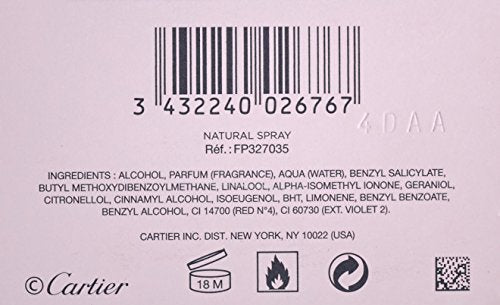 3 432240 026767
4DAA
NATURAL SPRAY
Réf.: FP327035
INGREDIENTS : ALCOHOL, PARFUM (FRAGRANCE), AQUA (WATER), BENZYL SALICYLATE,
BUTYL METHOXYDIBENZOYLMETHANE, LINALOOL, ALPHA-ISOMETHYL IONONE, GERANIOL,
CITRONELLOL, CINNAMYL ALCOHOL, ISOEUGENOL, BHT, LIMONENE, BENZYL BENZOATE,
BENZYL ALCOHOL, CI 14700 (RED N°4), CI 60730 (EXT. VIOLET 2).
CARTIER INC. DIST. NEW YORK, NY 10022 (USA)
© Cartier
18 M